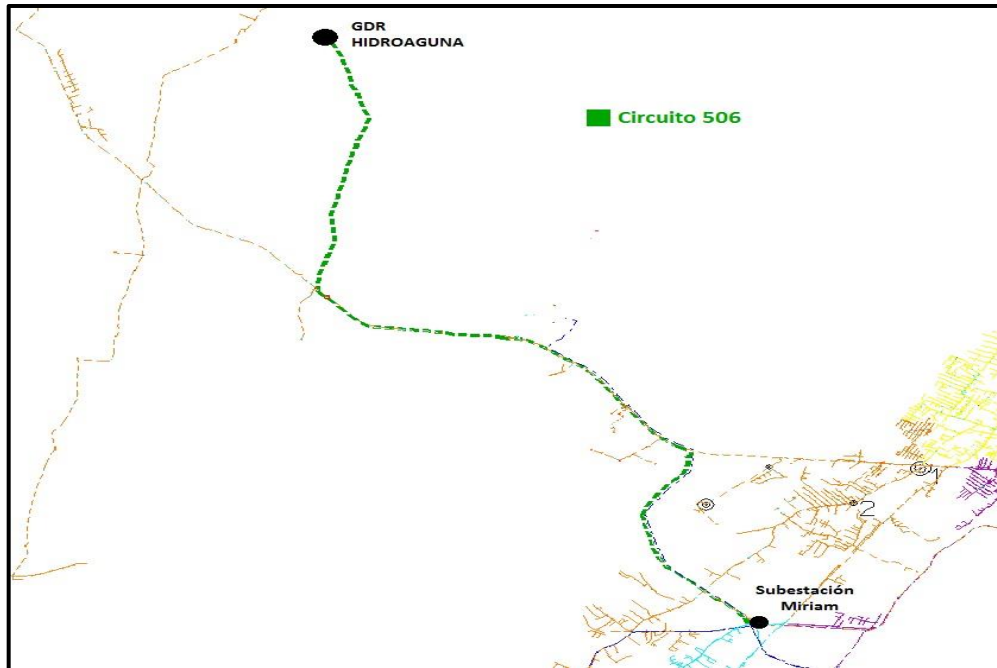 GDR
HIDROAGUNA
Circuito 506
1
2
Subestación
Miriam